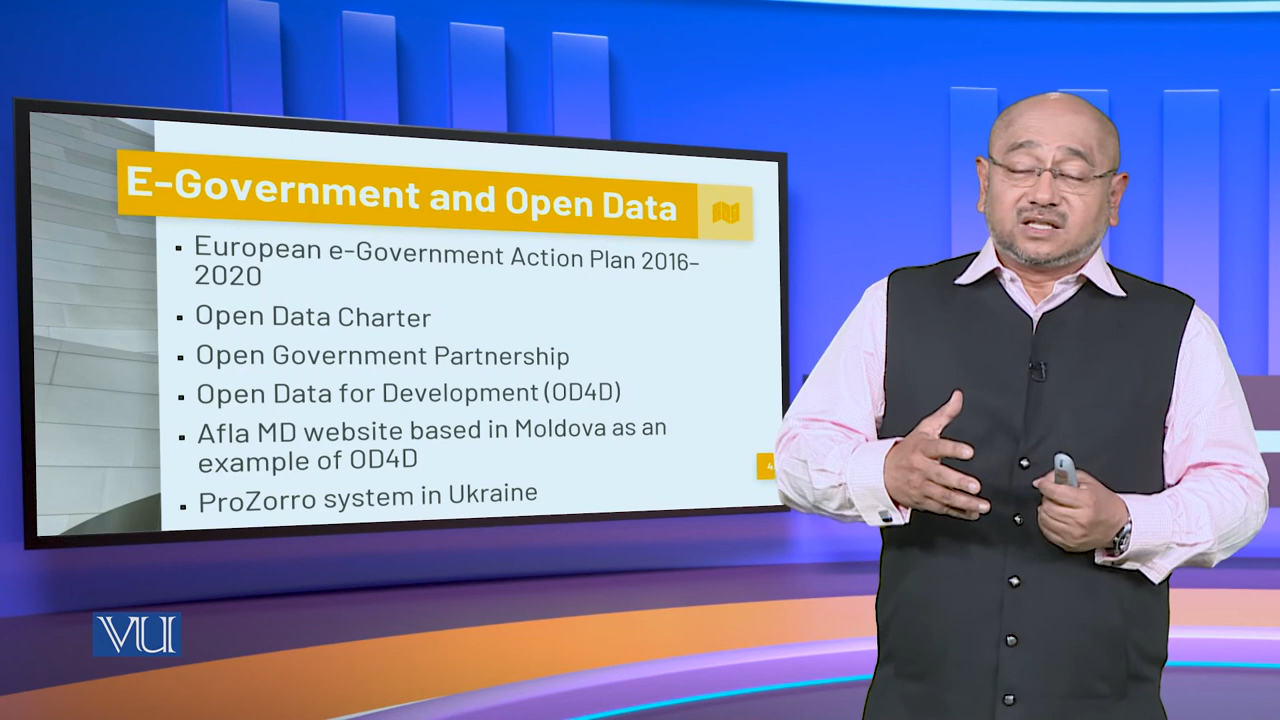 E-Government and Open Data
▪ European e-Government Action Plan 2016–
2020
▪ Open Data Charter
▪ Open Government Partnership
▪ Open Data for Development (OD4D)
▪ Afla MD website based in Moldova as an
example of OD4D
▪ ProZorro system in Ukraine
VU